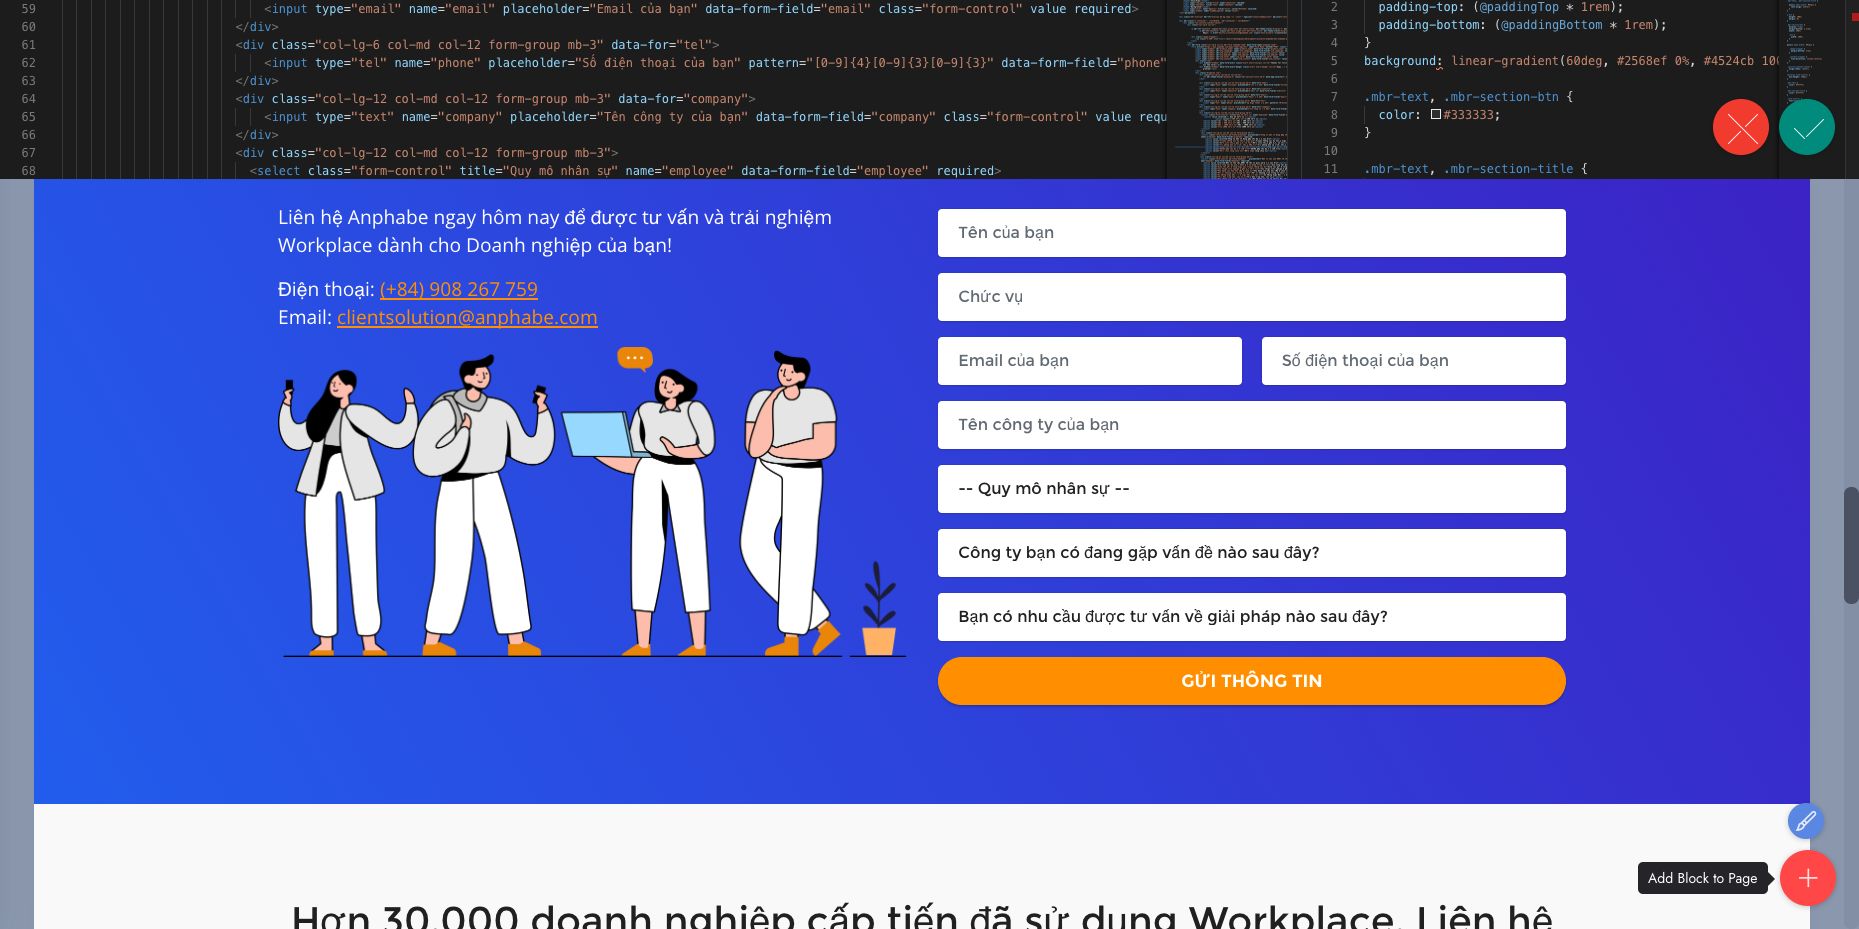 59 <input type="email" name="email" placeholder="Email của bạn" data-form-field="email" class="form-control" value required>
60 </div>
61 <div class="col-lg-6 col-md col-12 form-group mb-3" data-for="tel">
62 <input type="tel" name="phone" placeholder="Số điện thoại của bạn" pattern="[0-9]{4}[0-9]{3}[0-9]{3}" data-form-field="phone"
63 </div>
64 <div class="col-lg-12 col-md col-12 form-group mb-3" data-for="company">
65 <input type="text" name="company" placeholder="Tên công ty của bạn" data-form-field="company" class="form-control" value requ
66 </div>
67 <div class="col-lg-12 col-md col-12 form-group mb-3">
68 <select class="form-control" title="Quy mô nhân sự" name="employee" data-form-field="employee" required>
2 padding-top: (@paddingTop * 1rem);
3 padding-bottom: (@paddingBottom * 1rem);
4 }
5 background: linear-gradient(60deg, #2568ef 0%, #4524cb 10
6
7 .mbr-text, .mbr-section-btn {
8 color: #333333;
9 }
10
11 .mbr-text, .mbr-section-title {
Liên hệ Anphabe ngay hôm nay để được tư vấn và trải nghiệm
Workplace dành cho Doanh nghiệp của bạn!
Điện thoại: (+84) 908 267 759
Email: clientsolution@anphabe.com
Tên của bạn
Chức vụ
Email của bạn
Số điện thoại của bạn
Tên công ty của bạn
-- Quy mô nhân sự --
Công ty bạn có đang gặp vấn đề nào sau đây?
Bạn có nhu cầu được tư vấn về giải pháp nào sau đây?
GỬI THÔNG TIN
Add Block to Page
Hơn 30.000 doanh nghiệp cấp tiến đã sử dụng Workplace. Liên hệ